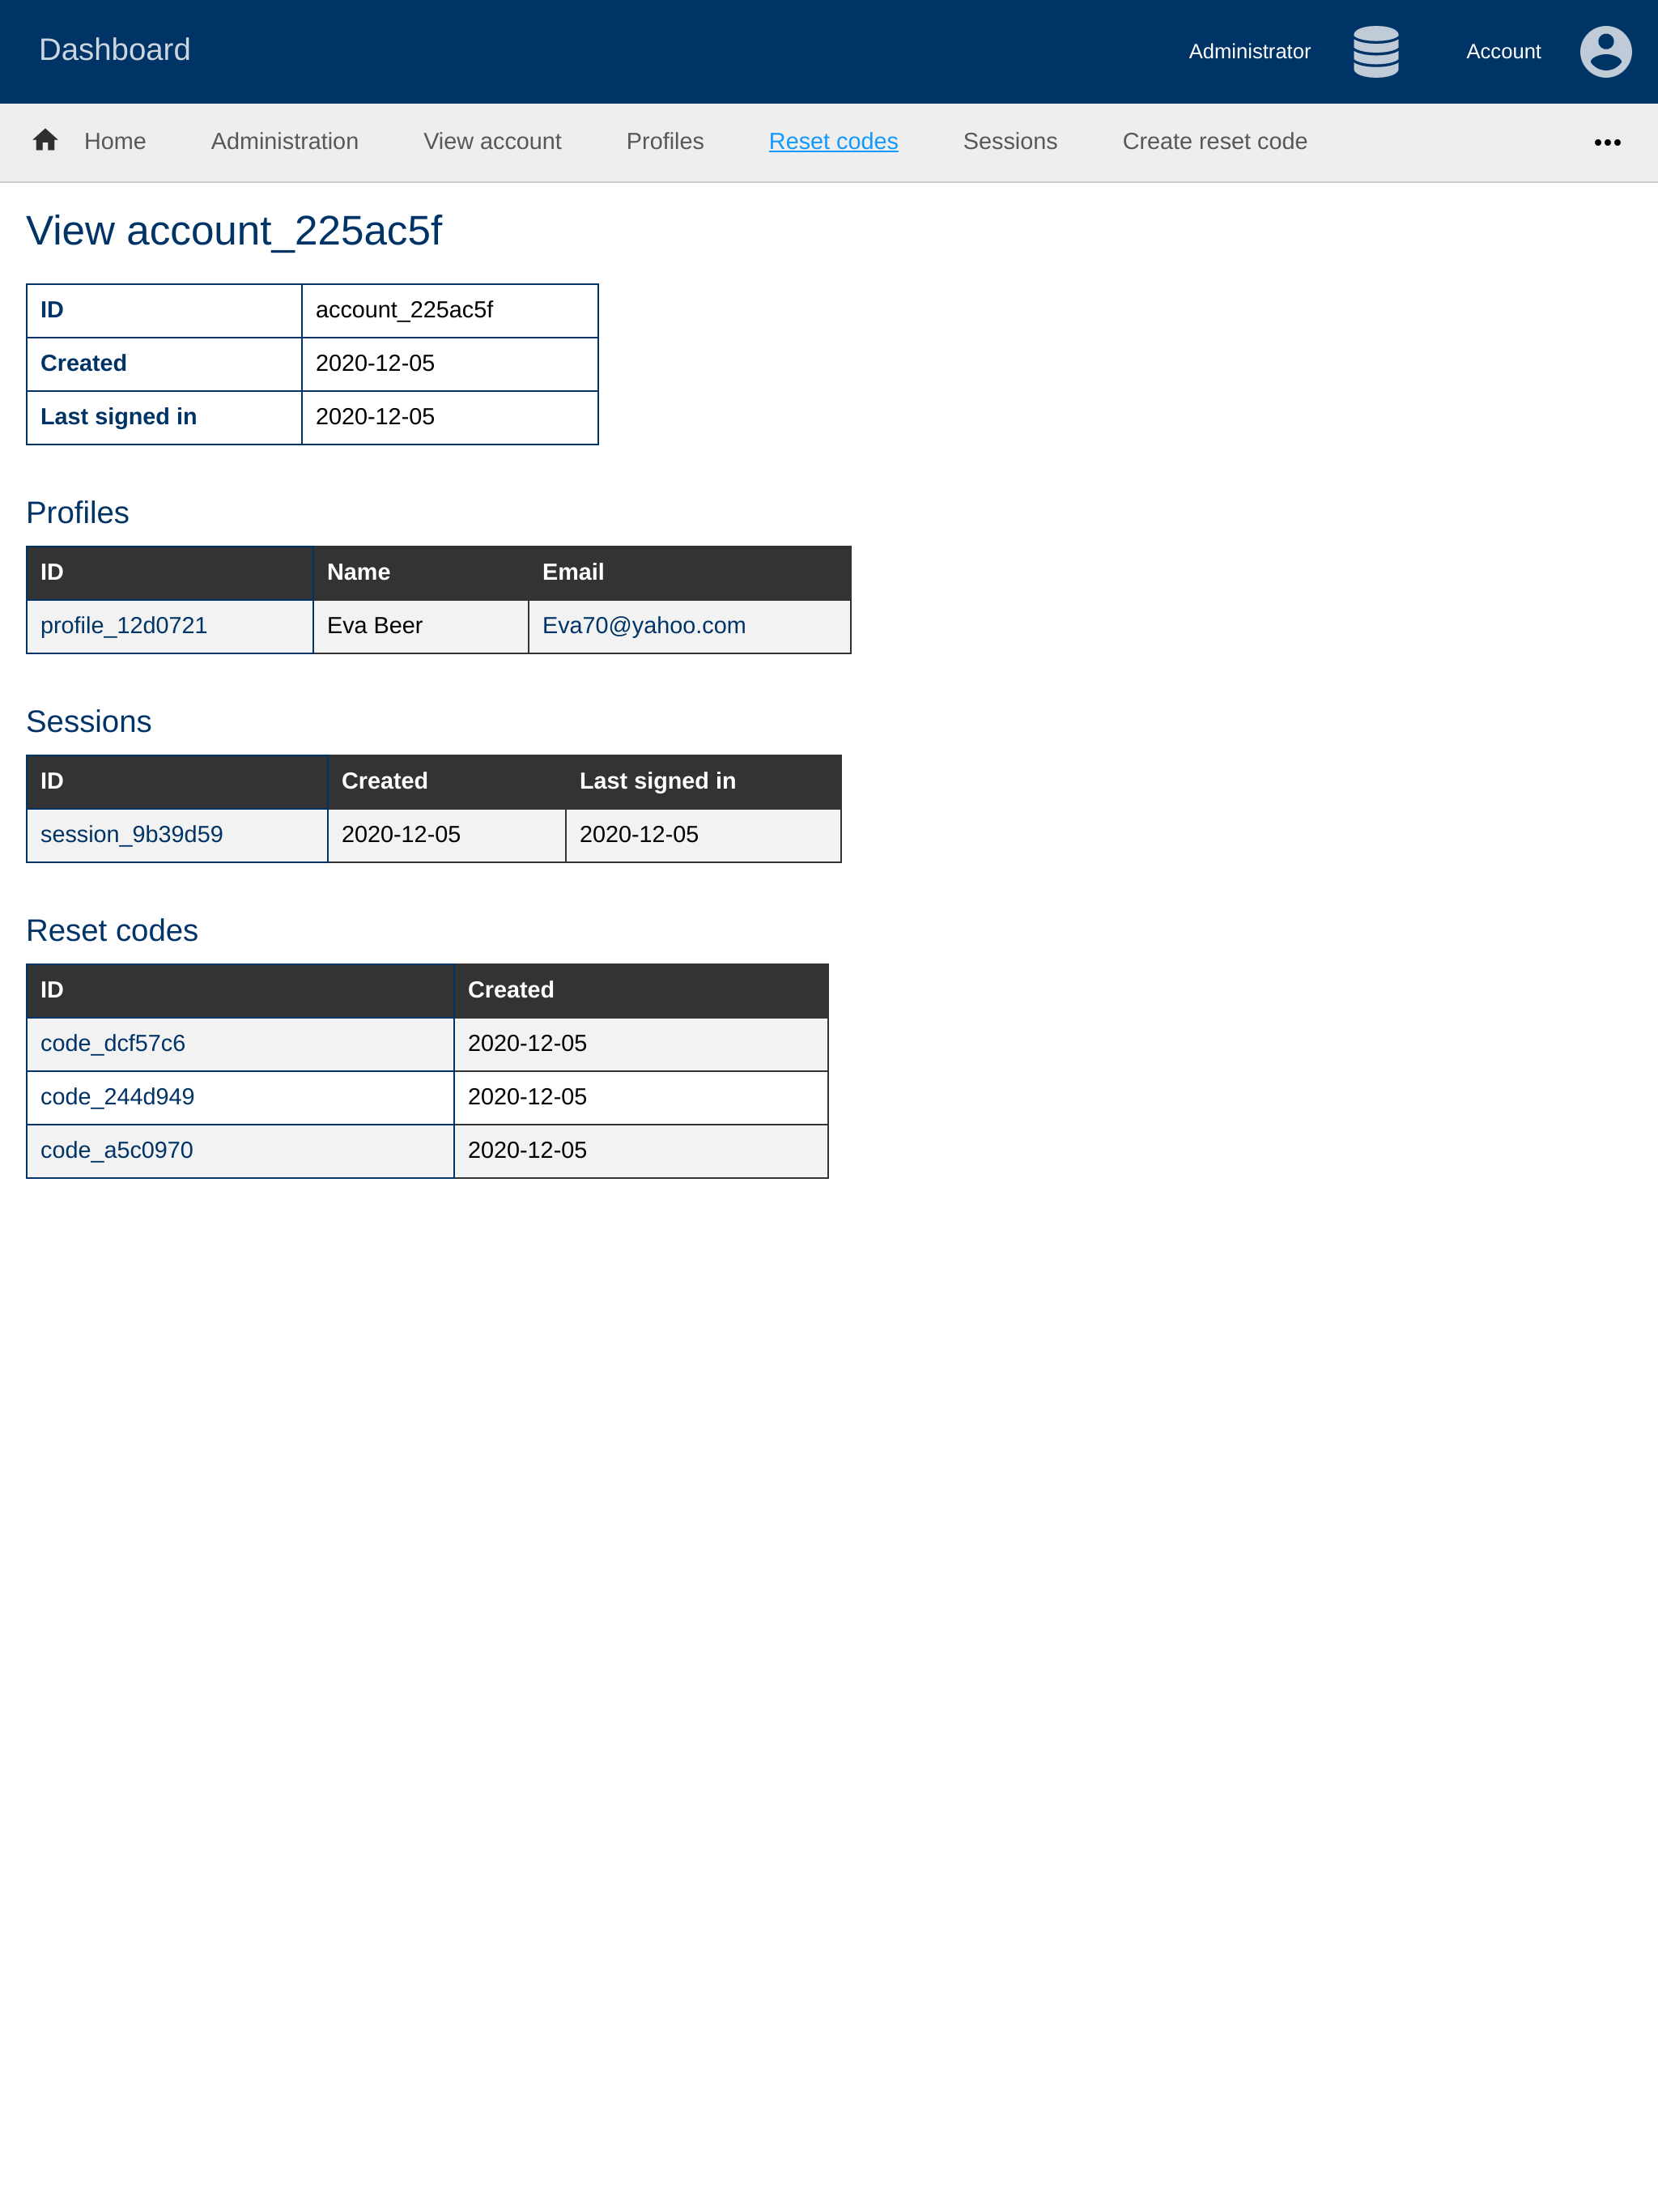 Dashboard Administrator Account
Home Administration View account Profiles Reset codes Sessions Create reset code
View account_225ac5f
ID account_225ac5f
Created 2020-12-05
Last signed in 2020-12-05
Profiles
ID Name Email
profile_12d0721 Eva Beer Eva70@yahoo.com
Sessions
ID Created Last signed in
session_9b39d59 2020-12-05 2020-12-05
Reset codes
ID Created
code_dcf57c6 2020-12-05
code_244d949 2020-12-05
code_a5c0970 2020-12-05